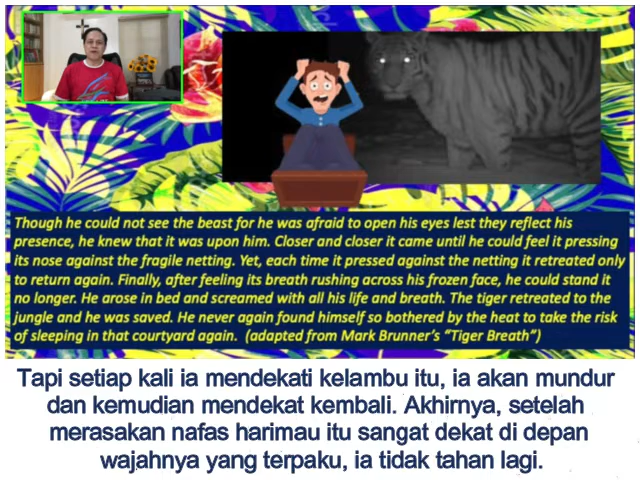 Though he could not see the beast for he was afraid to open his eyes lest they reflect his
presence, he knew that it was upon him. Closer and closer it came until he could feel it pressing
its nose against the fragile netting. Yet, each time it pressed against the netting it retreated only
to return again. Finally, after feeling its breath rushing across his frozen face, he could stand it
no longer. He arose in bed and screamed with all his life and breath. The tiger retreated to the
jungle and he was saved. He never again found himself so bothered by the heat to take the risk
of sleeping in that courtyard again. (adapted from Mark Brunner's "Tiger Breath")
Tapi setiap kali ia mendekati kelambu itu, ia akan mundur
dan kemudian mendekat kembali. Akhirnya, setelah
merasakan nafas harimau itu sangat dekat di depan
wajahnya yang terpaku, ia tidak tahan lagi.